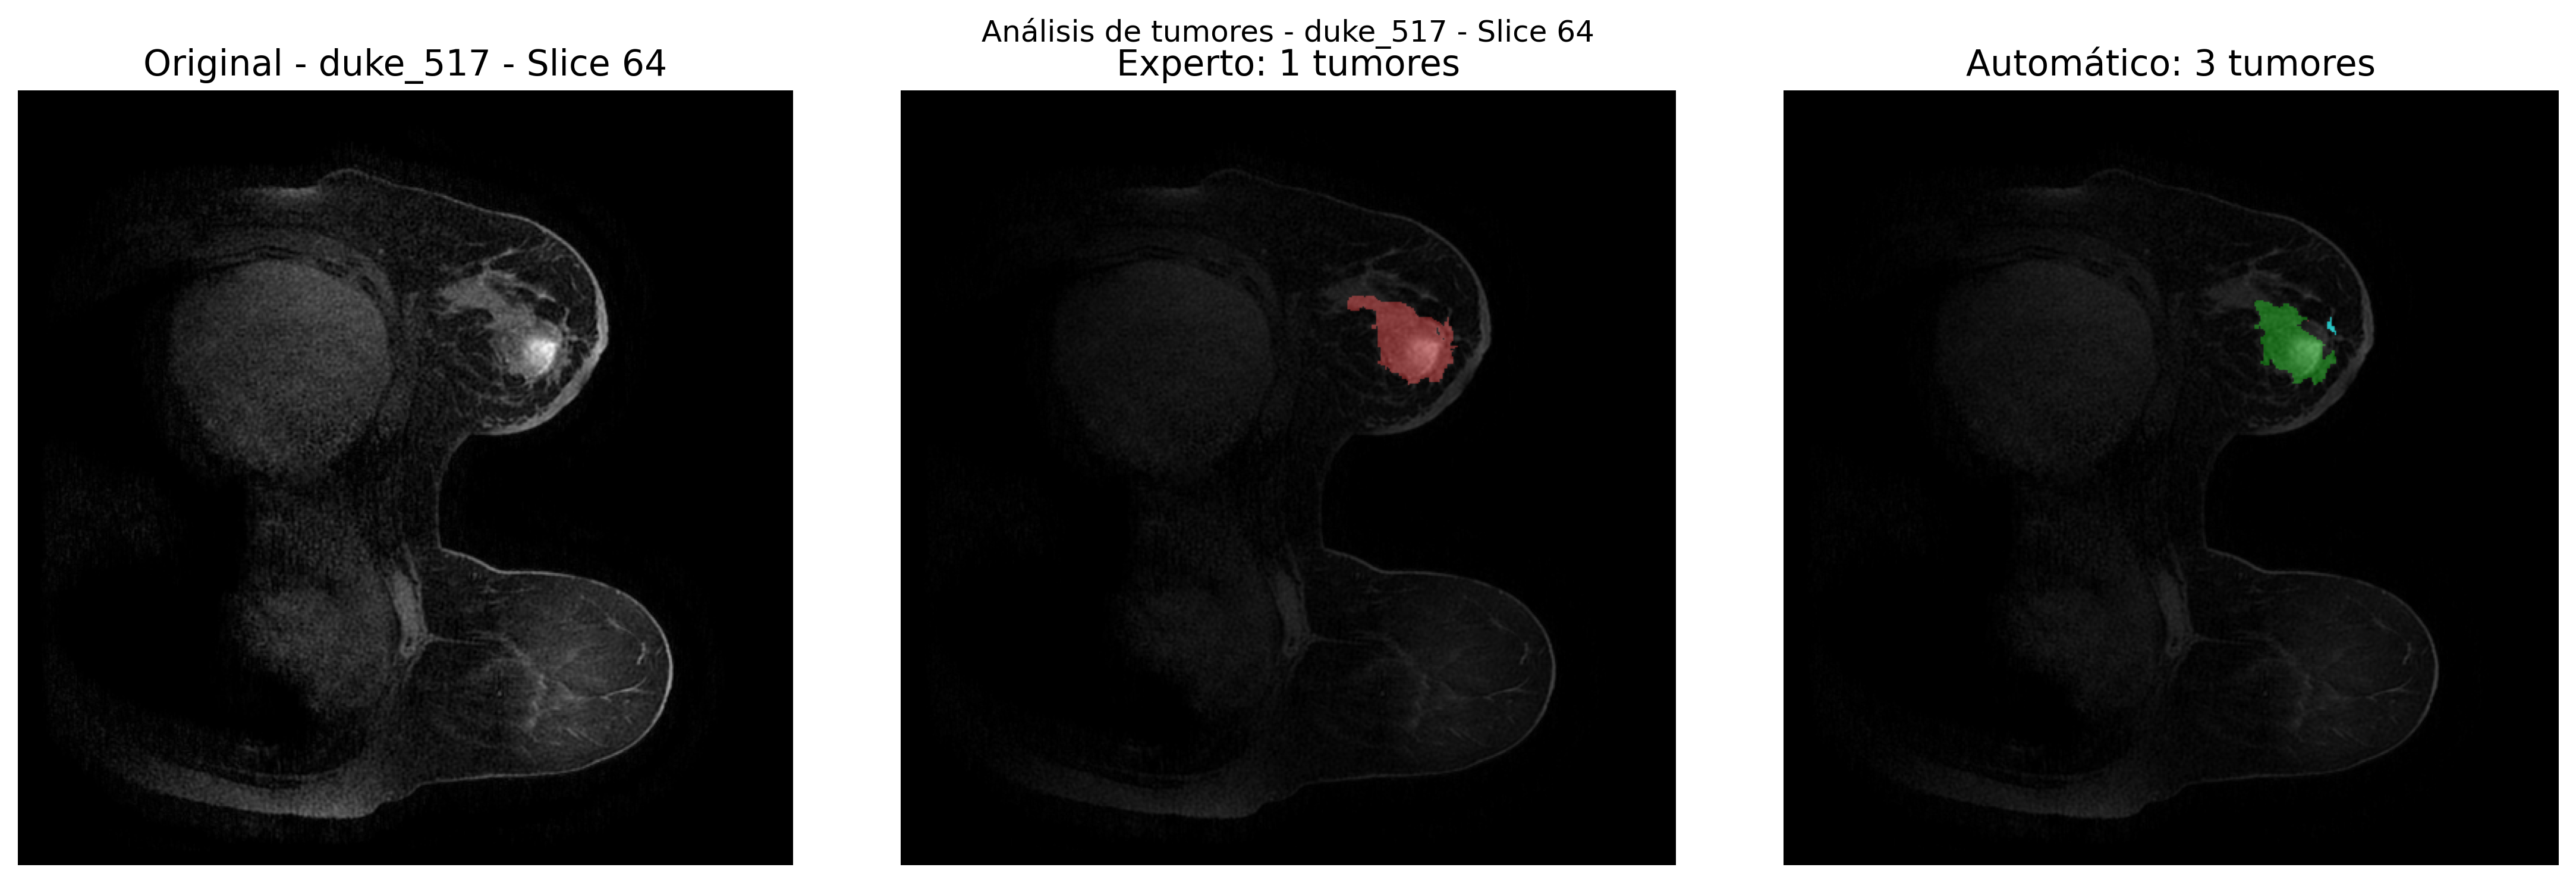 Análisis de tumores - duke_517 - Slice 64
Original - duke_517 - Slice 64
Experto: 1 tumores
Automático: 3 tumores